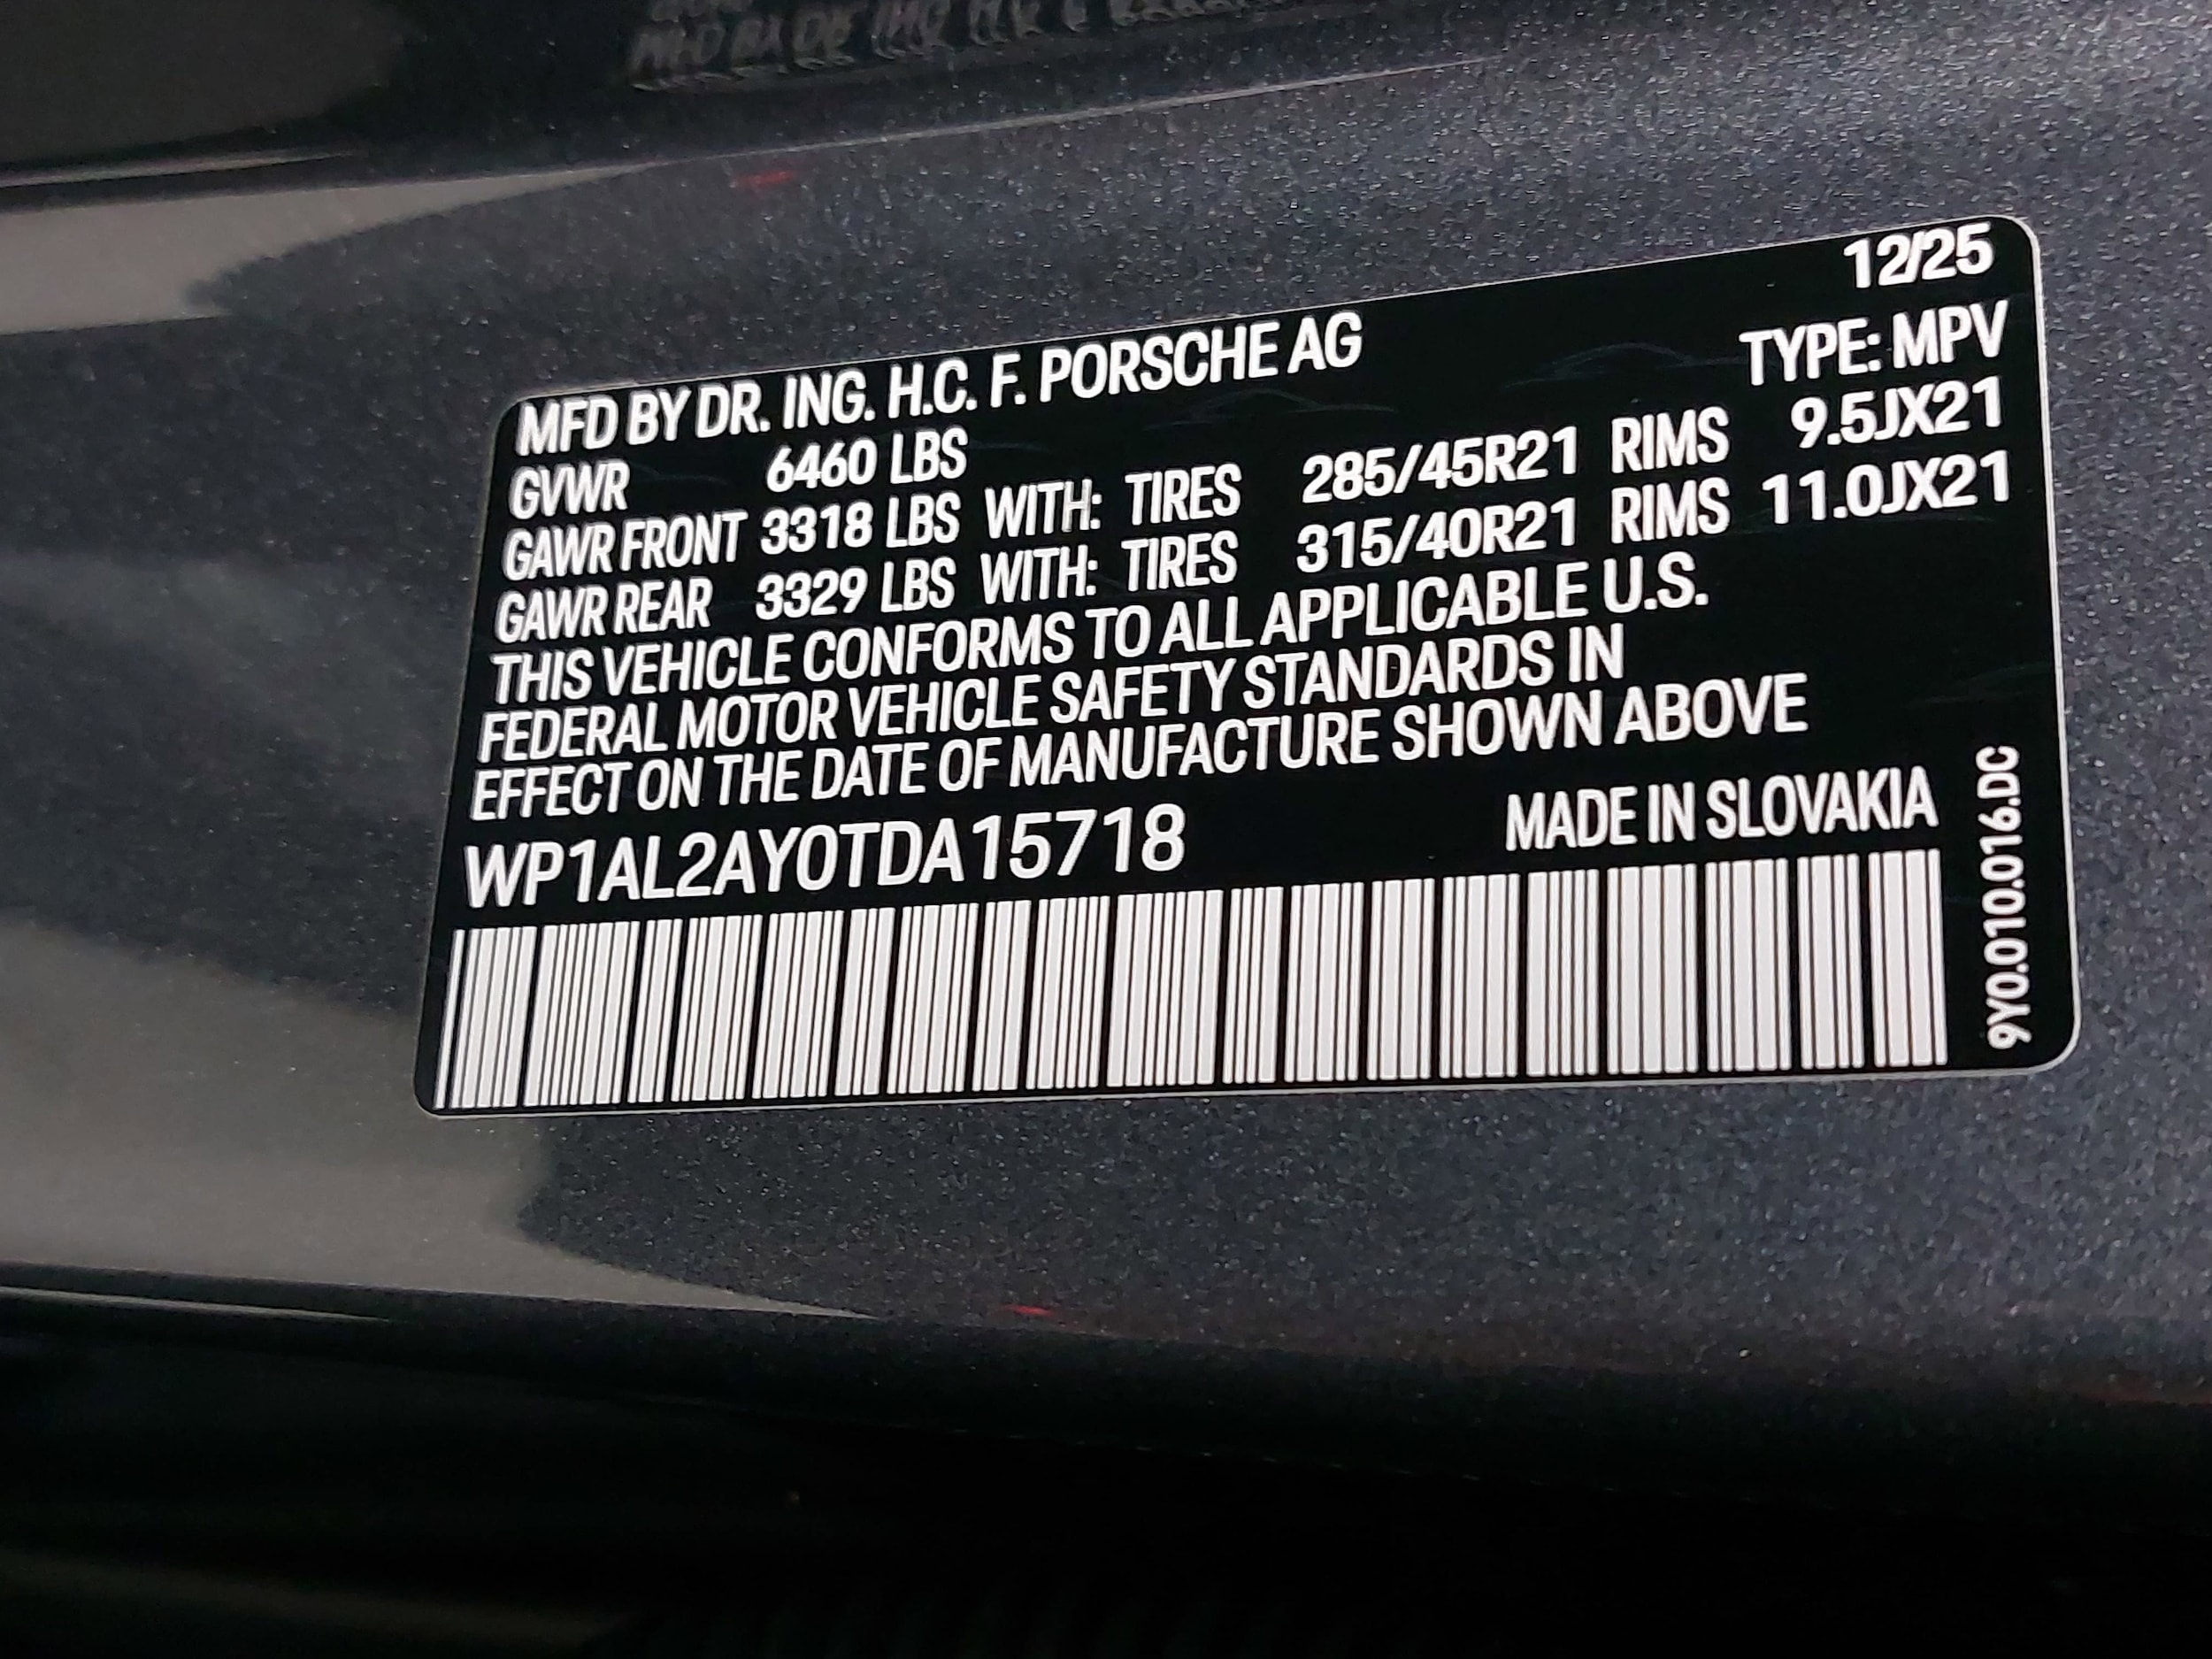 12/25
MFD BY DR. ING. H.C. F. PORSCHE AG TYPE: MPV
GVWR 6460 LBS
GAWR FRONT 3318 LBS WITH: TIRES 285/45R21 RIMS 9.5JX21
GAWR REAR 3329 LBS WITH: TIRES 315/40R21 RIMS 11.0JX21
THIS VEHICLE CONFORMS TO ALL APPLICABLE U.S.
FEDERAL MOTOR VEHICLE SAFETY STANDARDS IN
EFFECT ON THE DATE OF MANUFACTURE SHOWN ABOVE
WP1AL2AY0TDA15718 MADE IN SLOVAKIA
9Y0.010.016.DC